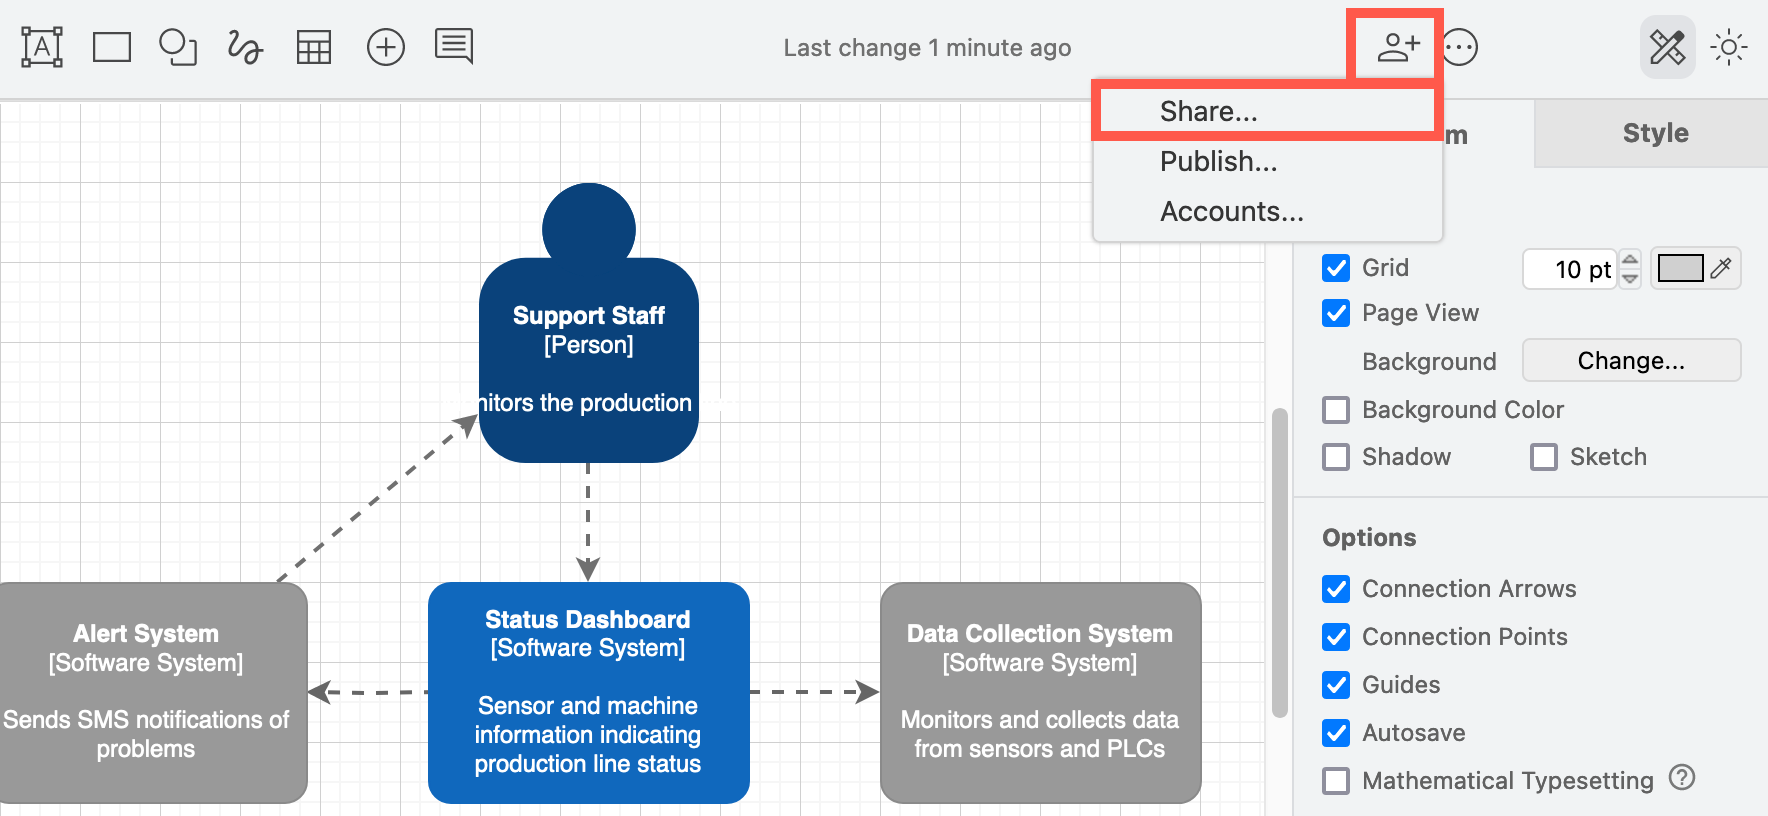 A
Last change 1 minute ago
Share...
Publish...
Accounts...
m
Style
Grid
10 pt
Page View
Background
Change...
Background Color
Shadow
Sketch
Options
Connection Arrows
Connection Points
Guides
Autosave
Mathematical Typesetting ?
Support Staff
[Person]
nitors the production
Alert System
[Software System]
Sends SMS notifications of
problems
Status Dashboard
[Software System]
Sensor and machine
information indicating
production line status
Data Collection System
[Software System]
Monitors and collects data
from sensors and PLCs